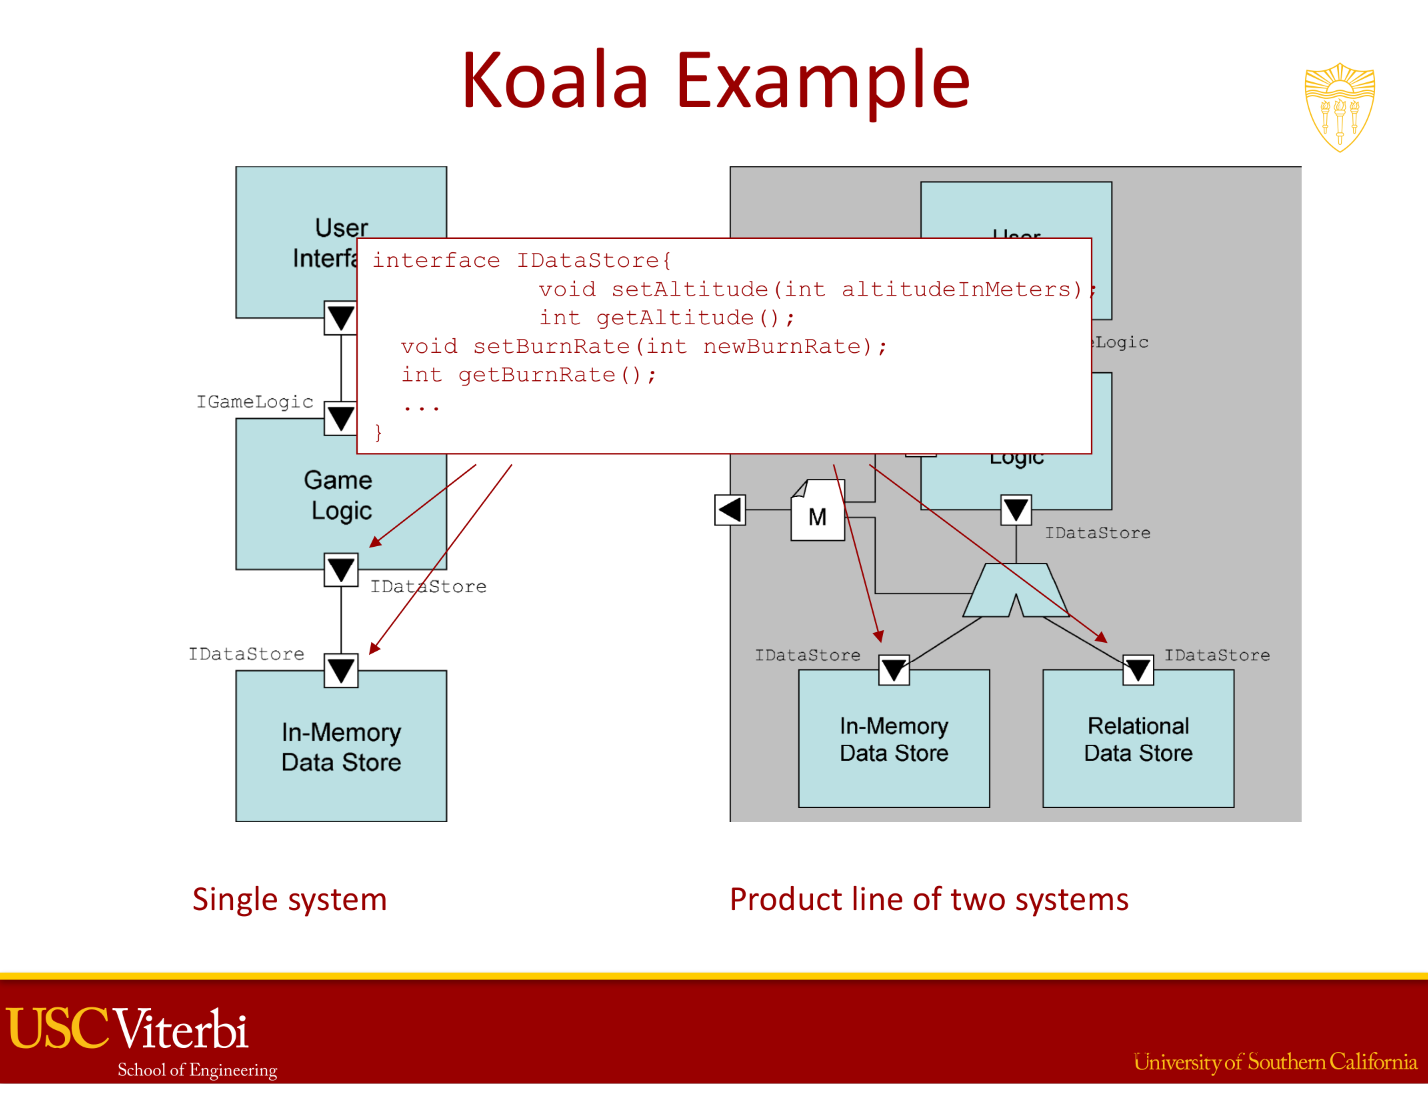 Koala Example
User
Interfa
User
interface IDataStore{
void setAltitude(int altitudeInMeters);
int getAltitude();
void setBurnRate(int newBurnRate);
int getBurnRate();
...
}
eLogic
IGameLogic
Game
Logic
Logic
M
IDataStore
IDataStore
IDataStore
IDataStore
IDataStore
In-Memory
Data Store
In-Memory
Data Store
Relational
Data Store
Single system
Product line of two systems
USC Viterbi
School of Engineering
University of Southern California